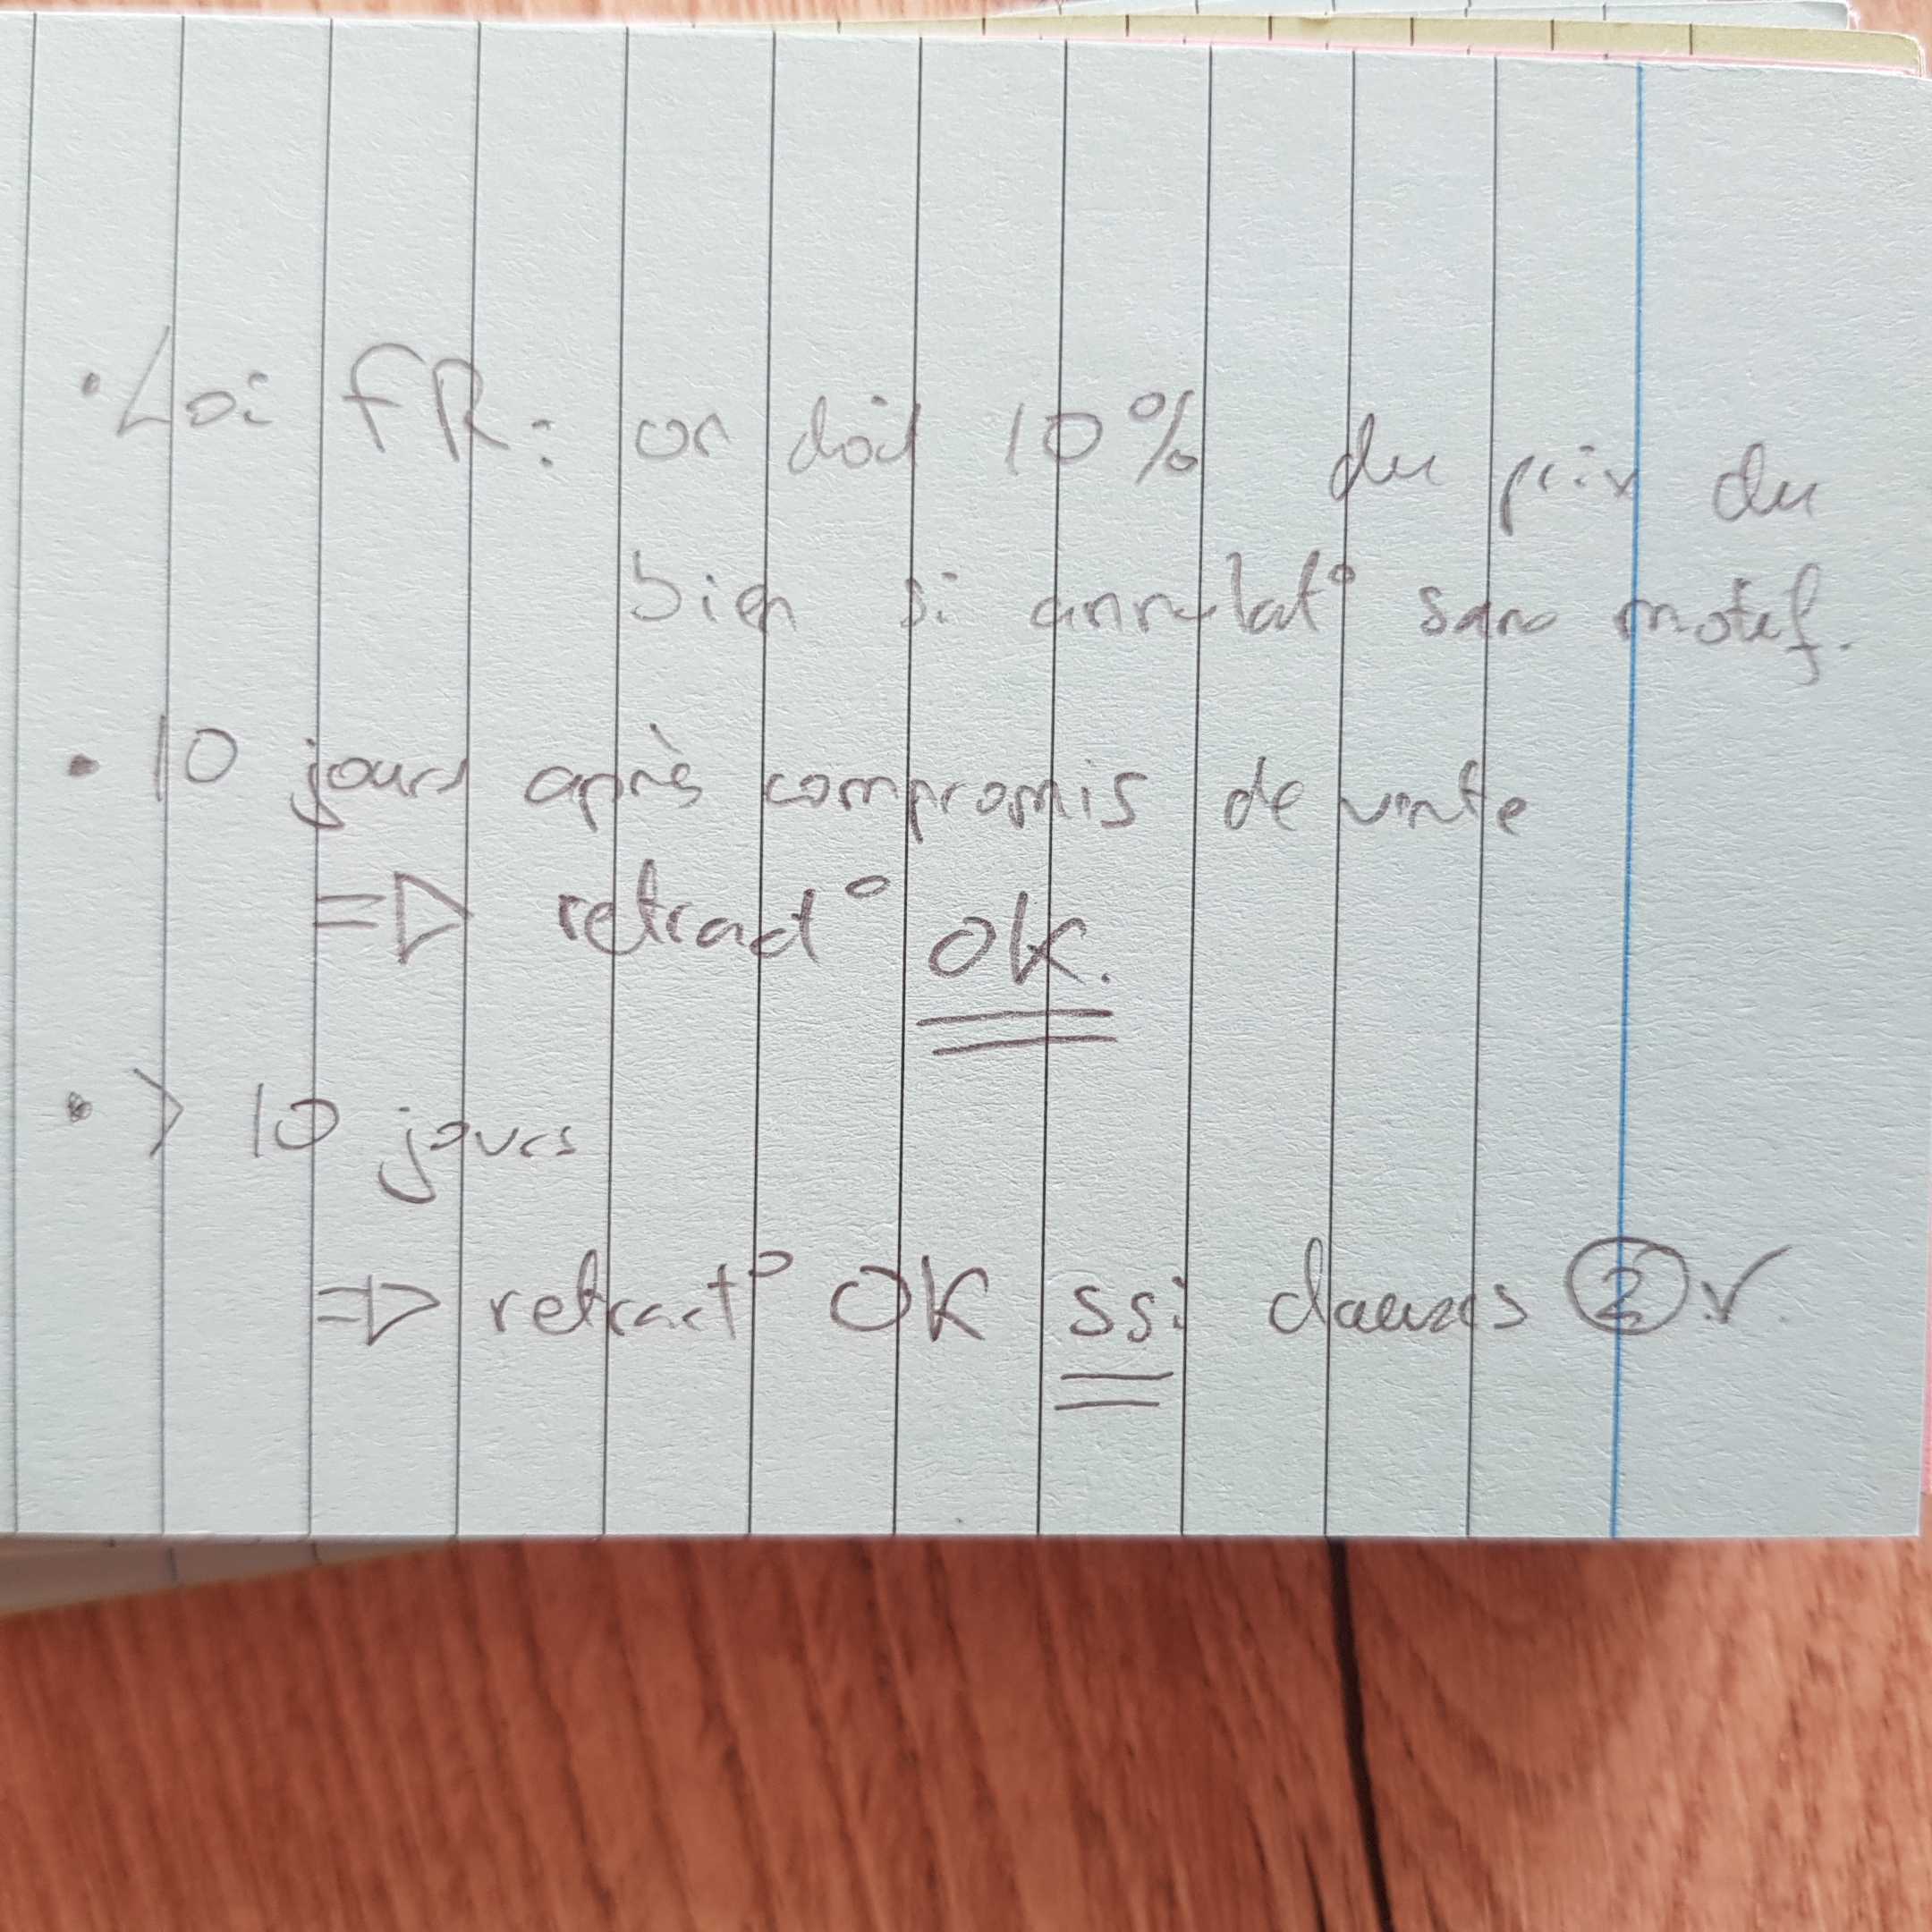 • Loi FR : on doit 10% du prix du
bien si annulat° sans motif.
• 10 jours après compromis de vente
=> retract° OK.
• > 10 jours
=> retract° OK ssi clauses ② ✓.